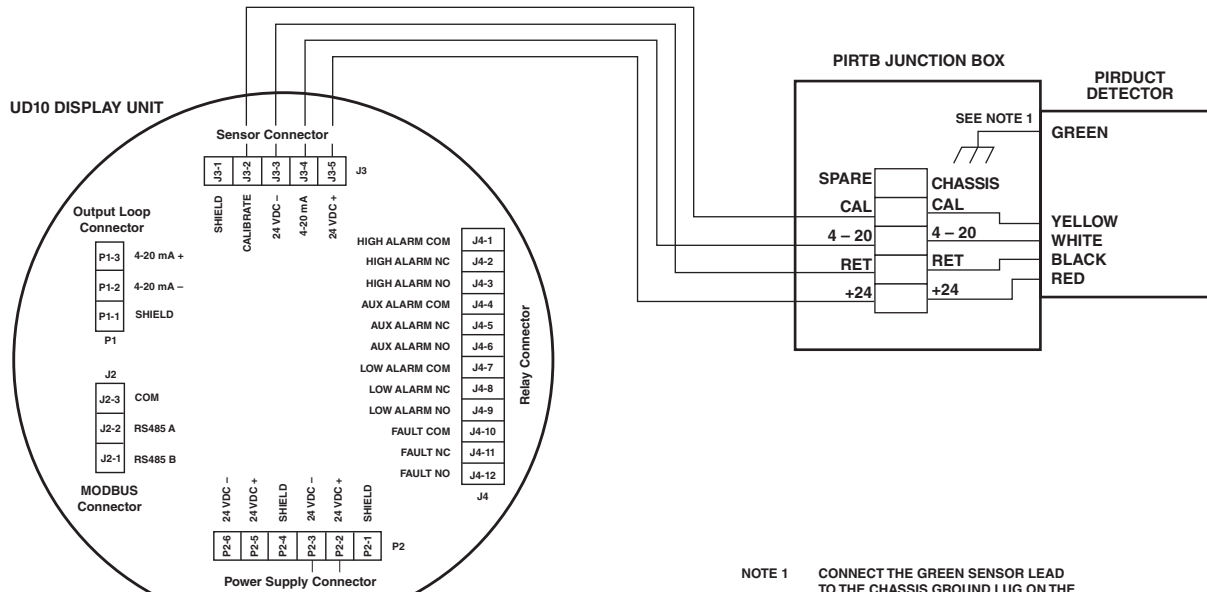 UD10 DISPLAY UNIT
Sensor Connector
J3-1
J3-2
J3-3
J3-4
J3-5
J3
SHIELD
CALIBRATE
24 VDC –
4-20 mA
24 VDC +
Output Loop
Connector
P1-3 4-20 mA +
P1-2 4-20 mA –
P1-1 SHIELD
P1
J2
J2-3 COM
J2-2 RS485 A
J2-1 RS485 B
MODBUS
Connector
HIGH ALARM COM J4-1
HIGH ALARM NC J4-2
HIGH ALARM NO J4-3
AUX ALARM COM J4-4
AUX ALARM NC J4-5
AUX ALARM NO J4-6
LOW ALARM COM J4-7
LOW ALARM NC J4-8
LOW ALARM NO J4-9
FAULT COM J4-10
FAULT NC J4-11
FAULT NO J4-12
J4
Relay Connector
24 VDC –
24 VDC +
SHIELD
24 VDC –
24 VDC +
SHIELD
P2-6
P2-5
P2-4
P2-3
P2-2
P2-1
P2
Power Supply Connector
PIRTB JUNCTION BOX
PIRDUCT
DETECTOR
SEE NOTE 1
GREEN
SPARE CHASSIS
CAL CAL YELLOW
4 – 20 4 – 20 WHITE
RET RET BLACK
+24 +24 RED
NOTE 1 CONNECT THE GREEN SENSOR LEAD
TO THE CHASSIS GROUND LUG ON THE